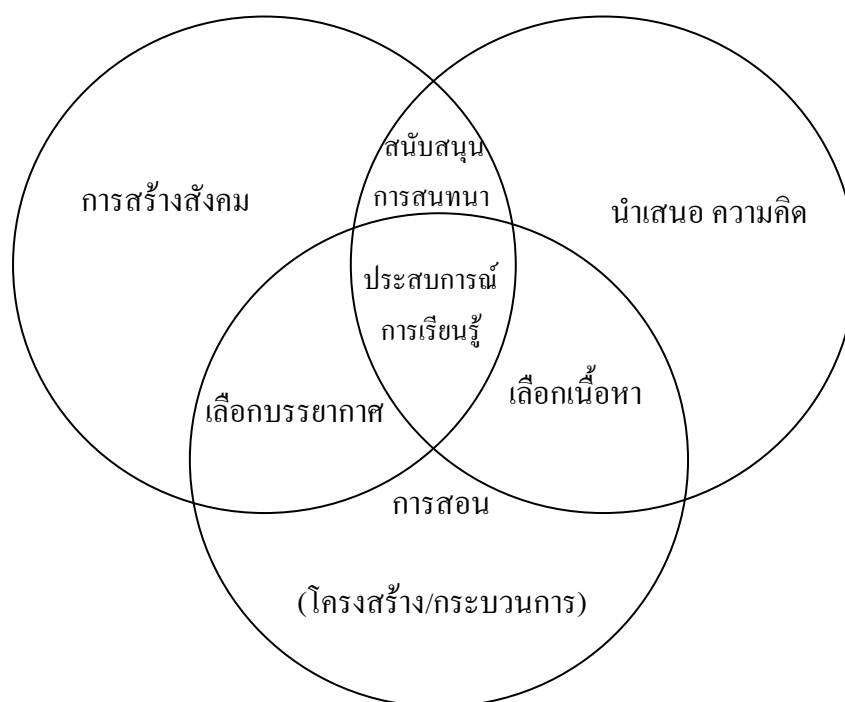 สนับสนุน
การสนทนา
การสร้างสังคม
นำเสนอ ความคิด
ประสบการณ์
การเรียนรู้
เลือกบรรยากาศ
เลือกเนื้อหา
การสอน
(โครงสร้าง/กระบวนการ)